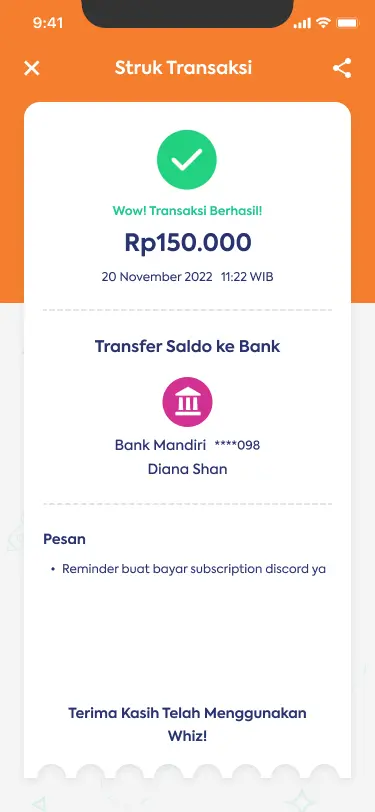 9:41
Struk Transaksi
Wow! Transaksi Berhasil!
Rp150.000
20 November 2022 11:22 WIB
Transfer Saldo ke Bank
Bank Mandiri ****098
Diana Shan
Pesan
• Reminder buat bayar subscription discord ya
Terima Kasih Telah Menggunakan
Whiz!